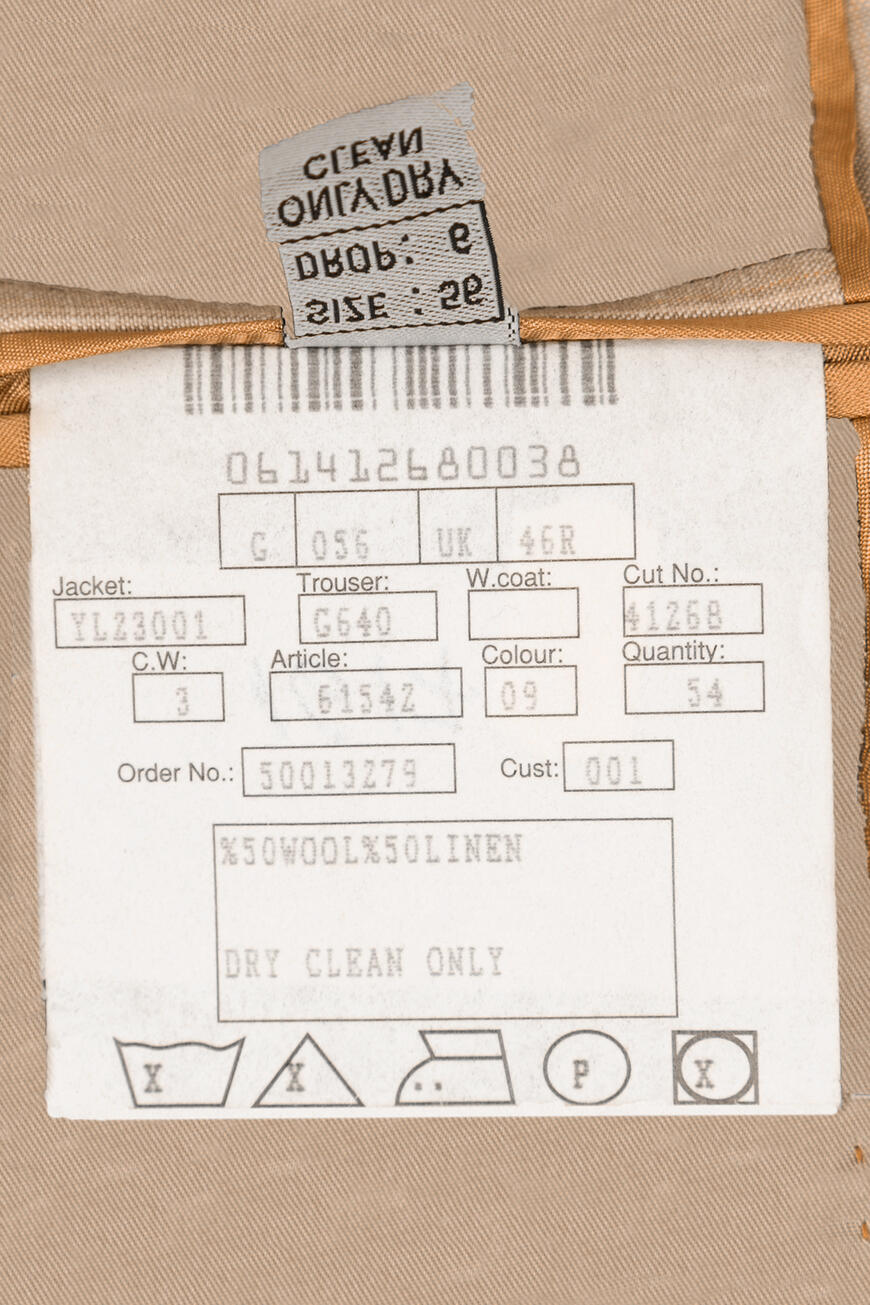 CLEAN
ONLY DRY
DROP: 6
SIZE : 56
061412680038
G 056 UK 46R
Jacket: Trouser: W.coat: Cut No.:
YL23001 G640 41268
C.W: Article: Colour: Quantity:
3 61542 09 54
Order No.: 50013279 Cust: 001
%50WOOL%50LINEN
DRY CLEAN ONLY
X X P X